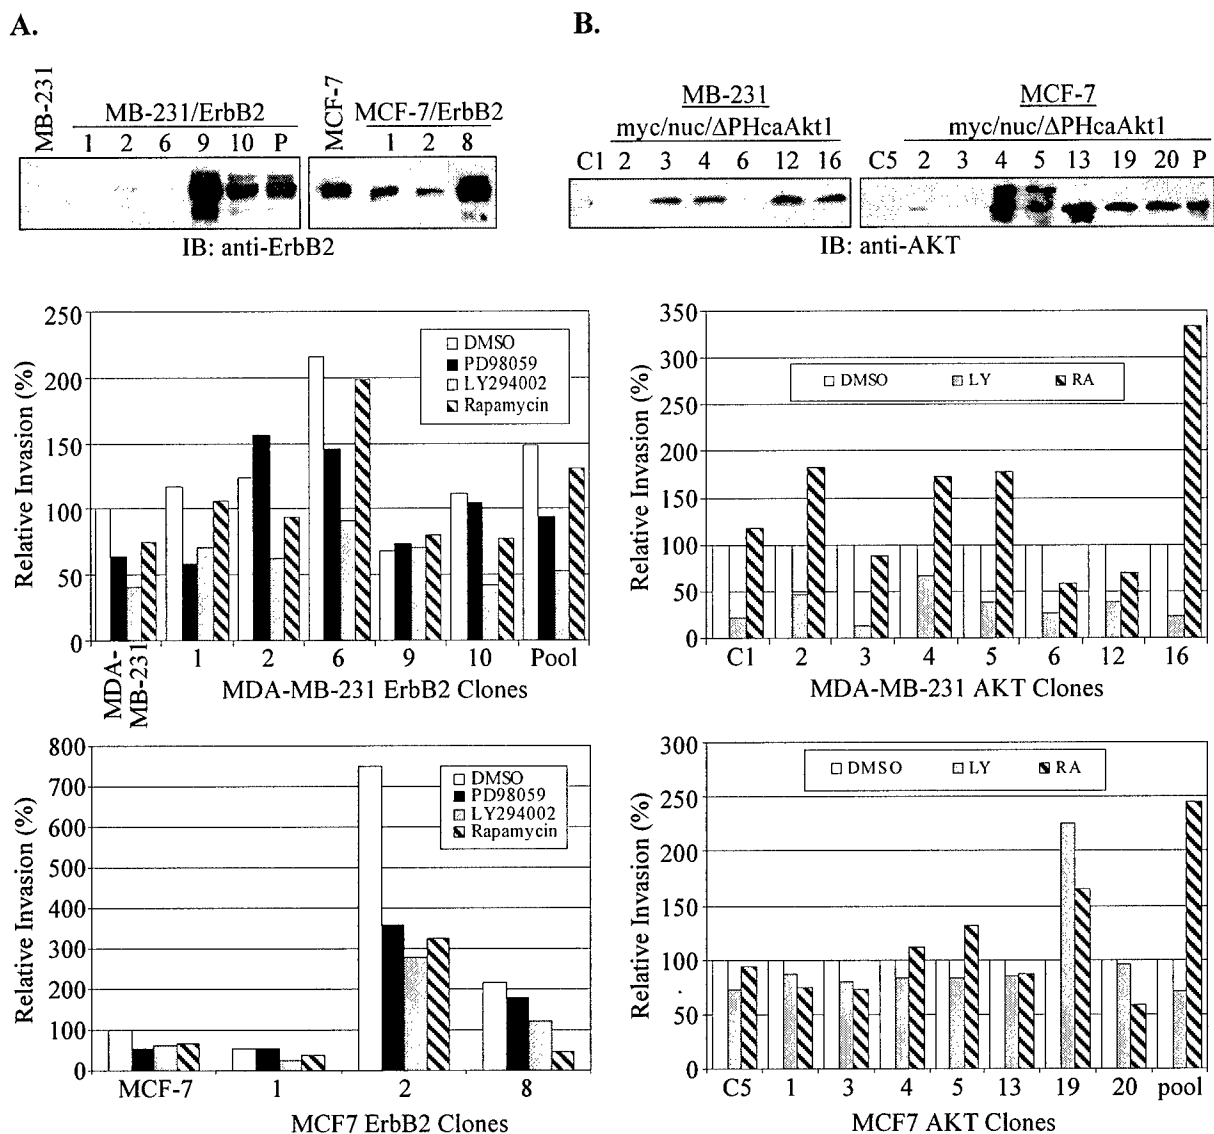 A.
MB-231
MB-231/ErbB2
1 2 6 9 10 P
MCF-7
MCF-7/ErbB2
1 2 8
IB: anti-ErbB2
B.
MB-231
myc/nuc/ΔPHcaAkt1
C1 2 3 4 6 12 16
MCF-7
myc/nuc/ΔPHcaAkt1
C5 2 3 4 5 13 19 20 P
IB: anti-AKT
Relative Invasion (%)
250
200
150
100
50
0
DMSO
PD98059
LY294002
Rapamycin
MDA-
MB-231
1 2 6 9 10 Pool
MDA-MB-231 ErbB2 Clones
Relative Invasion (%)
350
300
250
200
150
100
50
0
DMSO LY RA
C1 2 3 4 5 6 12 16
MDA-MB-231 AKT Clones
Relative Invasion (%)
800
700
600
500
400
300
200
100
0
DMSO
PD98059
LY294002
Rapamycin
MCF-7 1 2 8
MCF7 ErbB2 Clones
Relative Invasion (%)
300
250
200
150
100
50
0
DMSO LY RA
C5 1 3 4 5 13 19 20 pool
MCF7 AKT Clones